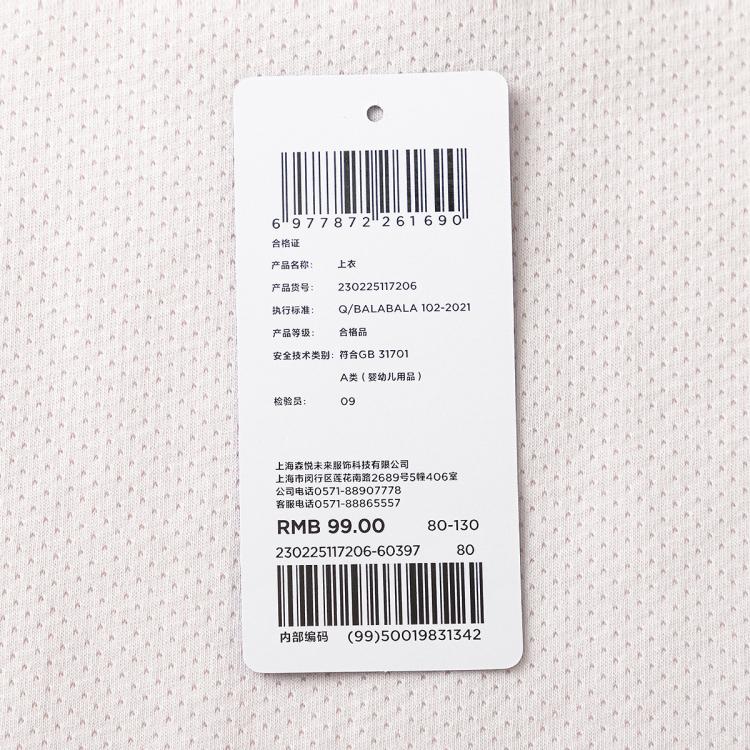 6 977872 261690
合格证
产品名称： 上衣
产品货号： 230225117206
执行标准： Q/BALABALA 102-2021
产品等级： 合格品
安全技术类别：符合GB 31701
A类（婴幼儿用品）
检验员： 09
上海森悦未来服饰科技有限公司
上海市闵行区莲花南路2689号5幢406室
公司电话0571-88907778
客服电话0571-88865557
RMB 99.00 80-130
230225117206-60397 80
内部编码 (99)50019831342